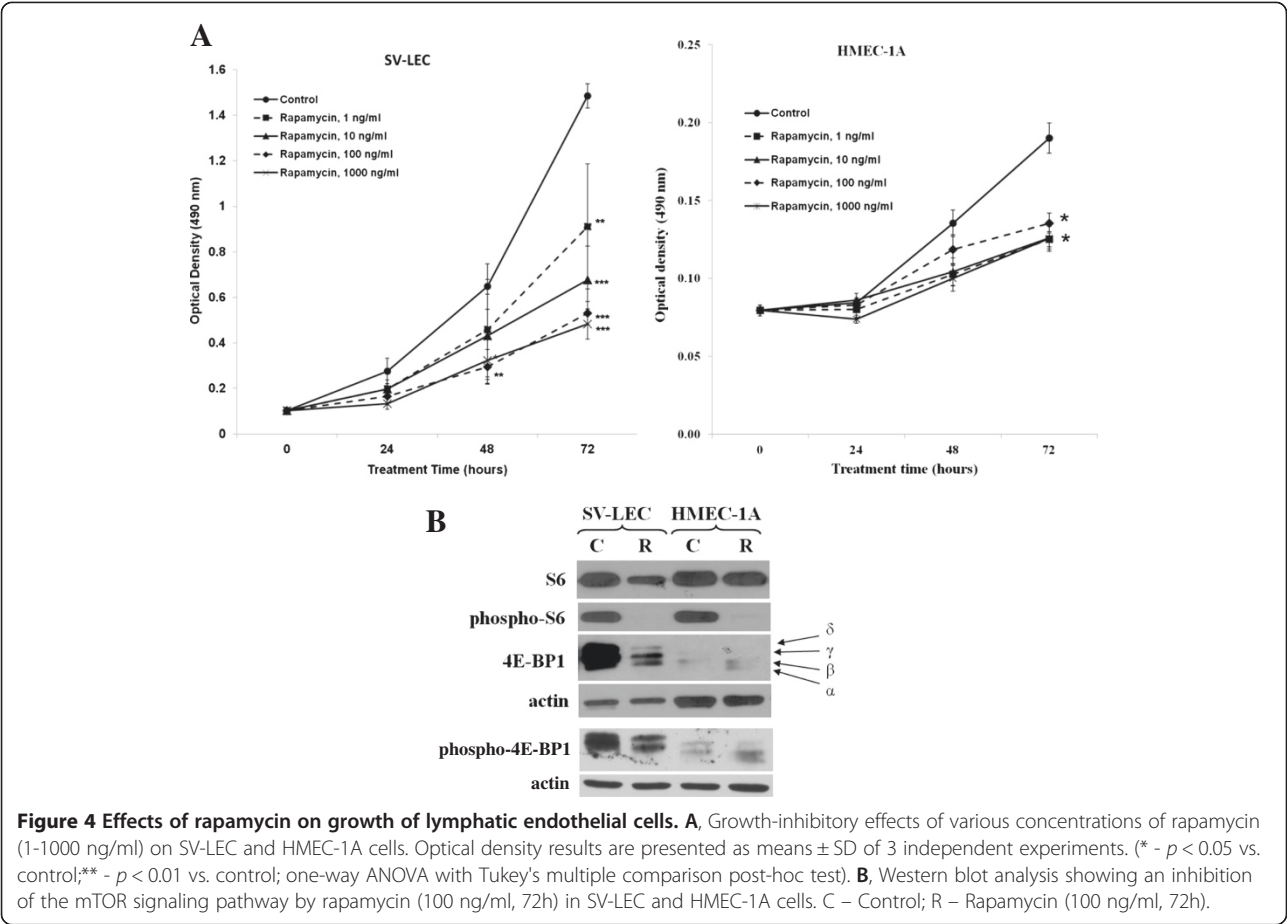 A
SV-LEC
1.6
1.4
1.2
1
0.8
0.6
0.4
0.2
0
Optical Density (490 nm)
Control
Rapamycin, 1 ng/ml
Rapamycin, 10 ng/ml
Rapamycin, 100 ng/ml
Rapamycin, 1000 ng/ml
**
***
***
***
**
0 24 48 72
Treatment Time (hours)
HMEC-1A
0.25
0.20
0.15
0.10
0.05
0.00
Optical density (490 nm)
Control
Rapamycin, 1 ng/ml
Rapamycin, 10 ng/ml
Rapamycin, 100 ng/ml
Rapamycin, 1000 ng/ml
*
*
0 24 48 72
Treatment time (hours)
B
SV-LEC HMEC-1A
C R C R
S6
phospho-S6
4E-BP1
actin
phospho-4E-BP1
actin
δ
γ
β
α
Figure 4 Effects of rapamycin on growth of lymphatic endothelial cells. A, Growth-inhibitory effects of various concentrations of rapamycin
(1-1000 ng/ml) on SV-LEC and HMEC-1A cells. Optical density results are presented as means ± SD of 3 independent experiments. (* - p < 0.05 vs.
control;** - p < 0.01 vs. control; one-way ANOVA with Tukey's multiple comparison post-hoc test). B, Western blot analysis showing an inhibition
of the mTOR signaling pathway by rapamycin (100 ng/ml, 72h) in SV-LEC and HMEC-1A cells. C – Control; R – Rapamycin (100 ng/ml, 72h).